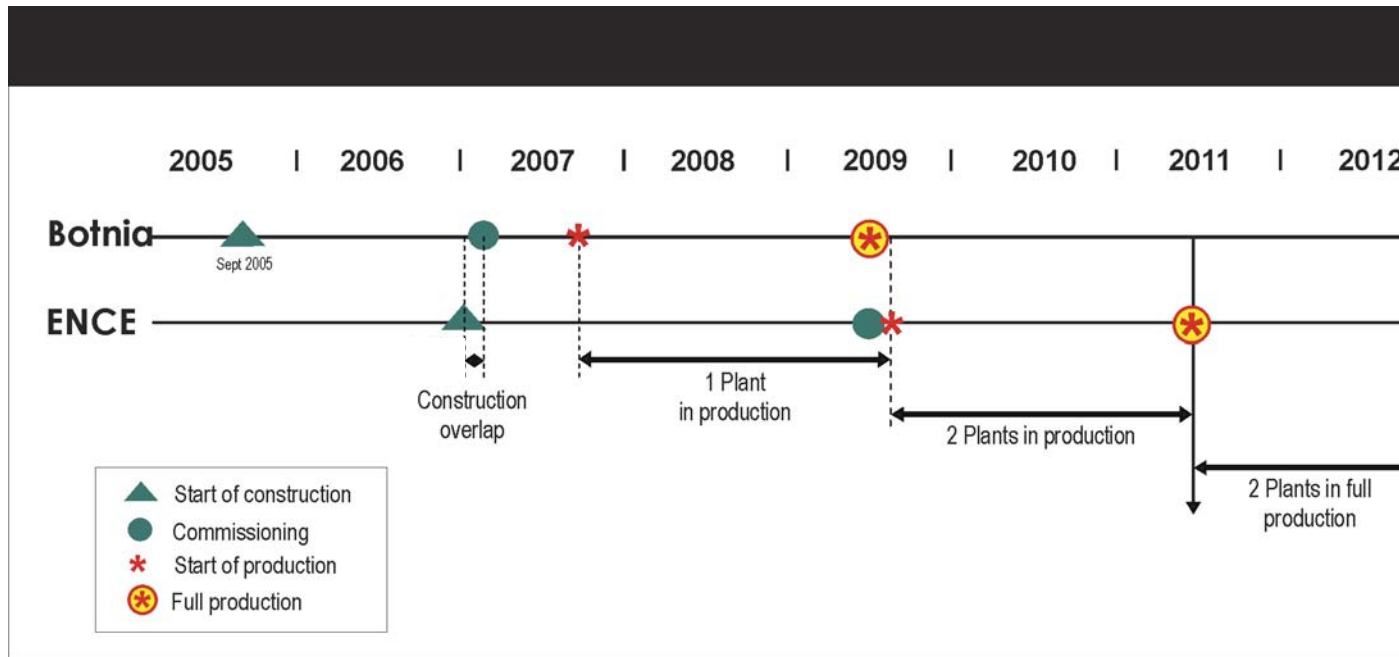 2005 | 2006 | 2007 | 2008 | 2009 | 2010 | 2011 | 2012
Botnia
Sept 2005
ENCE
1 Plant
in production
Construction
overlap
2 Plants in production
2 Plants in full
production
Start of construction
Commissioning
Start of production
Full production